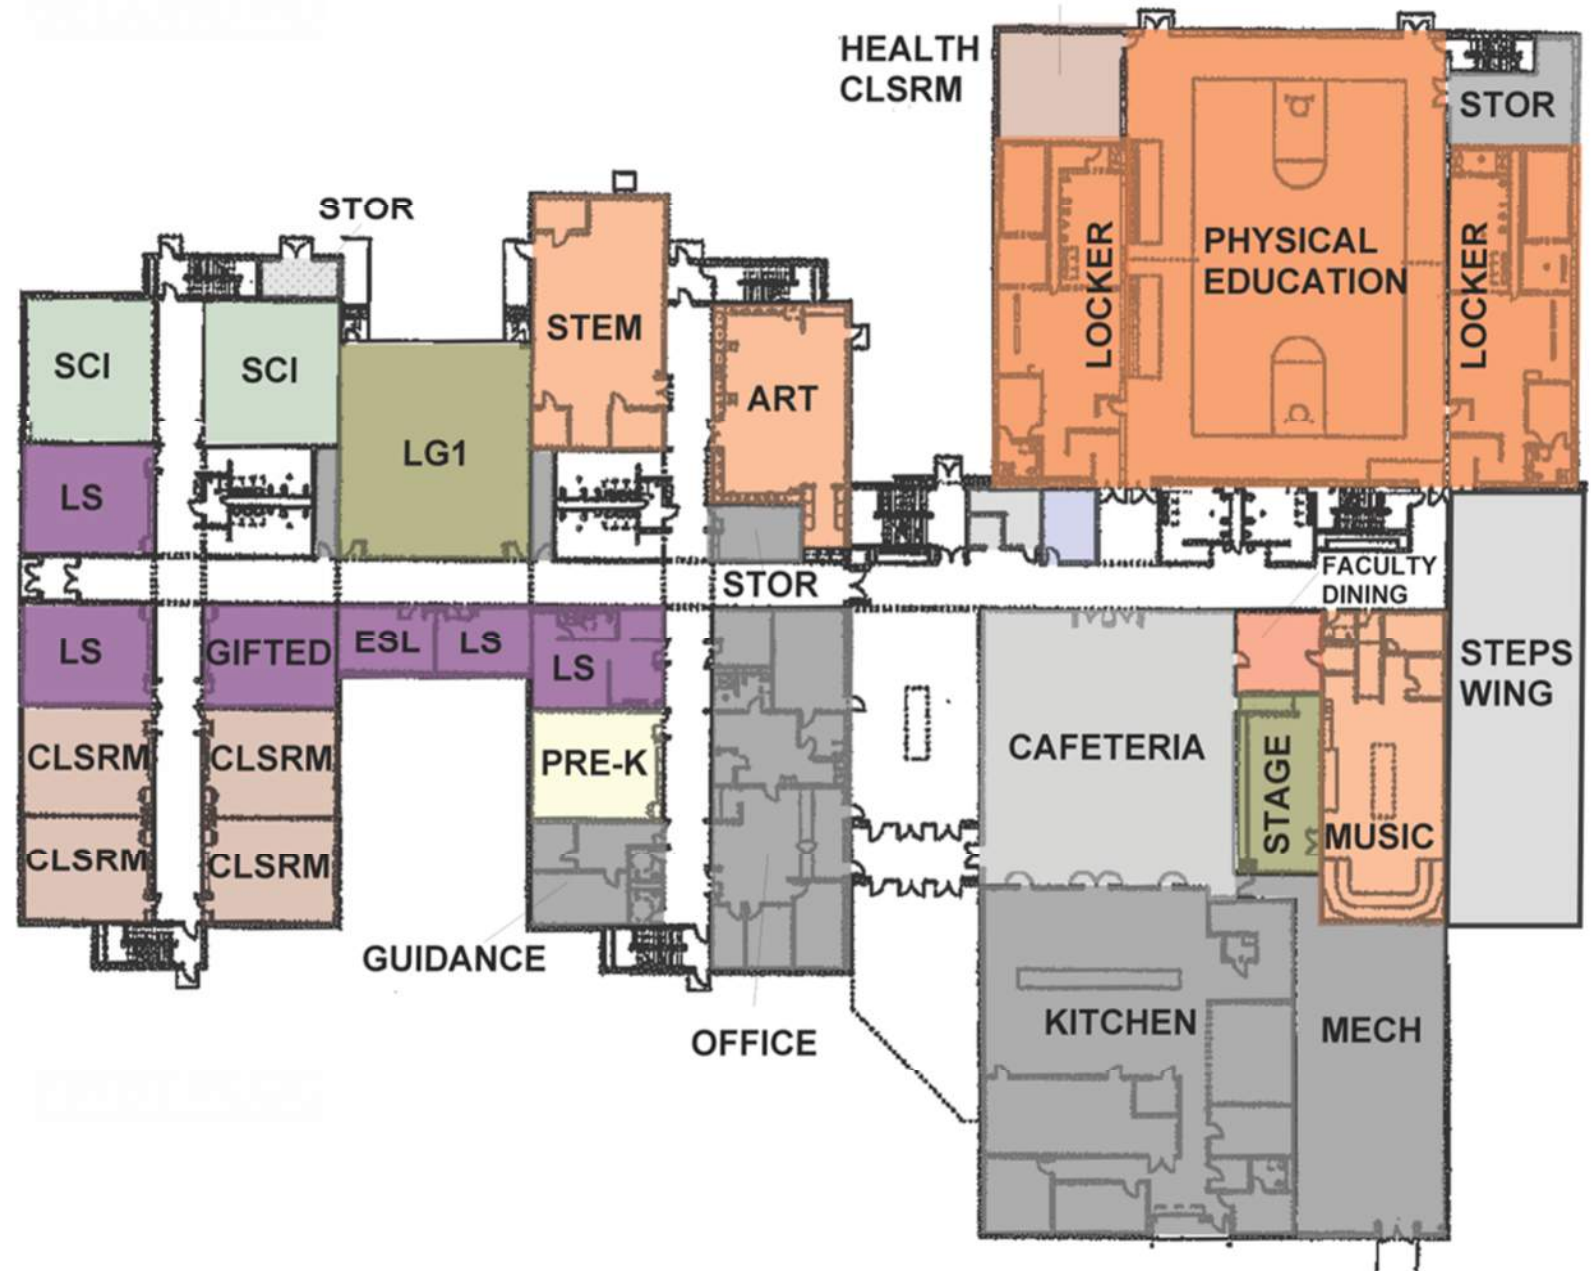 HEALTH
CLSRM
STOR
STOR
LOCKER
PHYSICAL
EDUCATION
LOCKER
STEM
SCI
SCI
ART
LG1
LS
STOR
FACULTY
DINING
LS
GIFTED
ESL
LS
LS
STEPS
WING
CLSRM
CLSRM
PRE-K
CAFETERIA
STAGE
MUSIC
CLSRM
CLSRM
GUIDANCE
OFFICE
KITCHEN
MECH